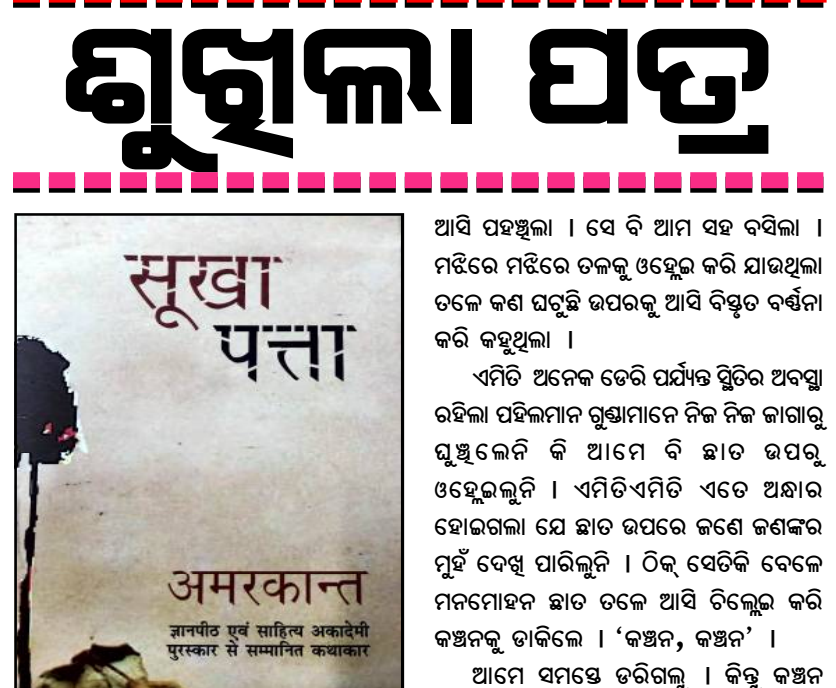 ଶୁଖିଲା ପତ୍ର
सूखा
पत्ता
अमरकान्त
ज्ञानपीठ एवं साहित्य अकादेमी
पुरस्कार से सम्मानित कथाकार
ଆସି ପହଞ୍ଚିଲା । ସେ ବି ଆମ ସହ ବସିଲା ।
ମଝିରେ ମଝିରେ ତଳକୁ ଓହ୍ଲେଇ କରି ଯାଉଥିଲା
ତଳେ କଣ ଘଟୁଛି ଉପରକୁ ଆସି ବିସ୍ତୃତ ବର୍ଣ୍ଣନା
କରି କହୁଥିଲା ।
ଏମିତି ଅନେକ ଡେରି ପର୍ଯ୍ୟନ୍ତ ସ୍ଥିତିର ଅବସ୍ଥା
ରହିଲା ପହିଲମାନ ଗୁଣ୍ଡାମାନେ ନିଜ ନିଜ ଜାଗାରୁ
ଘୁଞ୍ଚିଲେନି କି ଆମେ ବି ଛାତ ଉପରୁ
ଓହ୍ଲେଇଲୁନି । ଏମିତିଏମିତି ଏତେ ଅନ୍ଧାର
ହୋଇଗଲା ଯେ ଛାତ ଉପରେ ଜଣେ ଜଣଙ୍କର
ମୁହଁ ଦେଖି ପାରିଲୁନି । ଠିକ୍ ସେତିକି ବେଳେ
ମନମୋହନ ଛାତ ତଳେ ଆସି ଚିଲ୍ଲେଇ କରି
କଞ୍ଚନକୁ ଡାକିଲେ । ‘କଞ୍ଚନ, କଞ୍ଚନ’ ।
ଆମେ ସମସ୍ତେ ଡରିଗଲୁ । କିନ୍ତୁ କଞ୍ଚନ